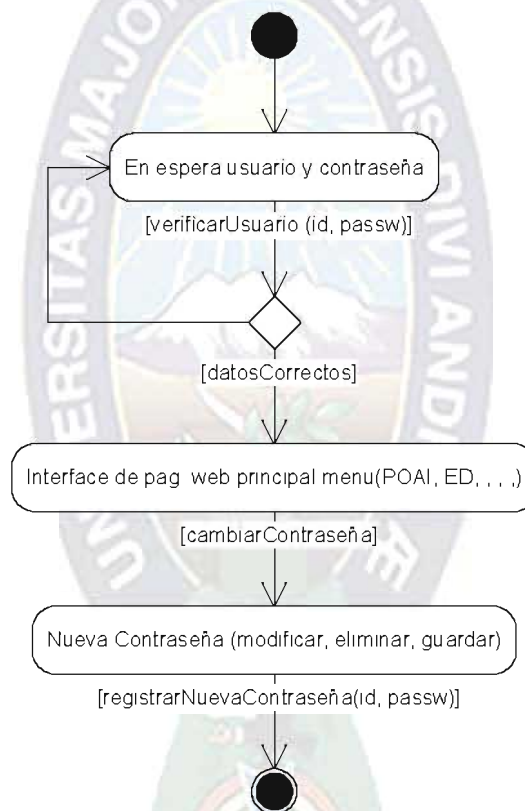 En espera usuario y contraseña
[verificarUsuario (id, passw)]
[datosCorrectos]
Interface de pag web principal menu(POAI, ED, , , ,)
[cambiarContraseña]
Nueva Contraseña (modificar, eliminar, guardar)
[registrarNuevaContraseña(id, passw)]